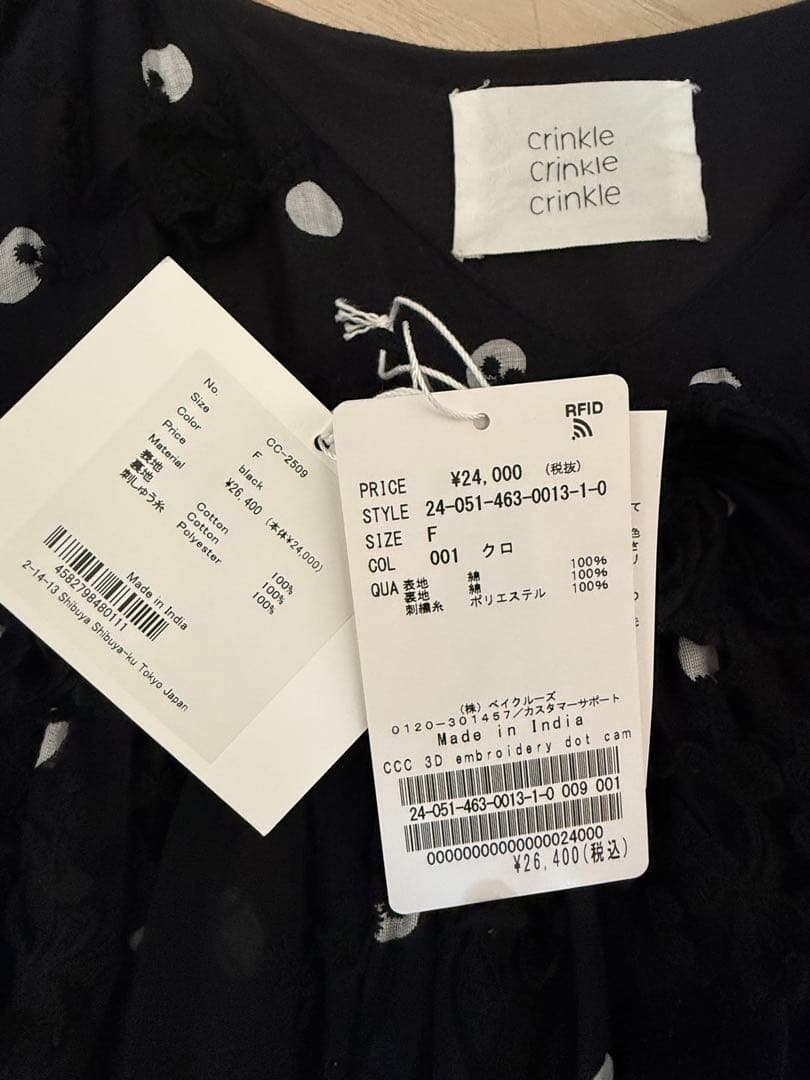 crinkle
crinkle
crinkle
No.
Size
Color
Price
Material
表地
裏地
刺しゅう糸
CC-2509
F
black
¥26,400 (本体¥24,000)
Cotton 100%
Cotton 100%
Polyester 100%
Made in India
4582798480111
2-14-13 Shibuya Shibuya-ku Tokyo Japan
RFID
PRICE ¥24,000 (税抜)
STYLE 24-051-463-0013-1-0
SIZE F
COL 001 クロ
QUA 表地 綿 100%
裏地 綿 100%
刺繍糸 ポリエステル 100%
(株) ベイクルーズ
0120-301457/カスタマーサポート
Made in India
CCC 3D embroidery dot cam
24-051-463-0013-1-0 009 001
00000000000000024000
¥26,400(税込)